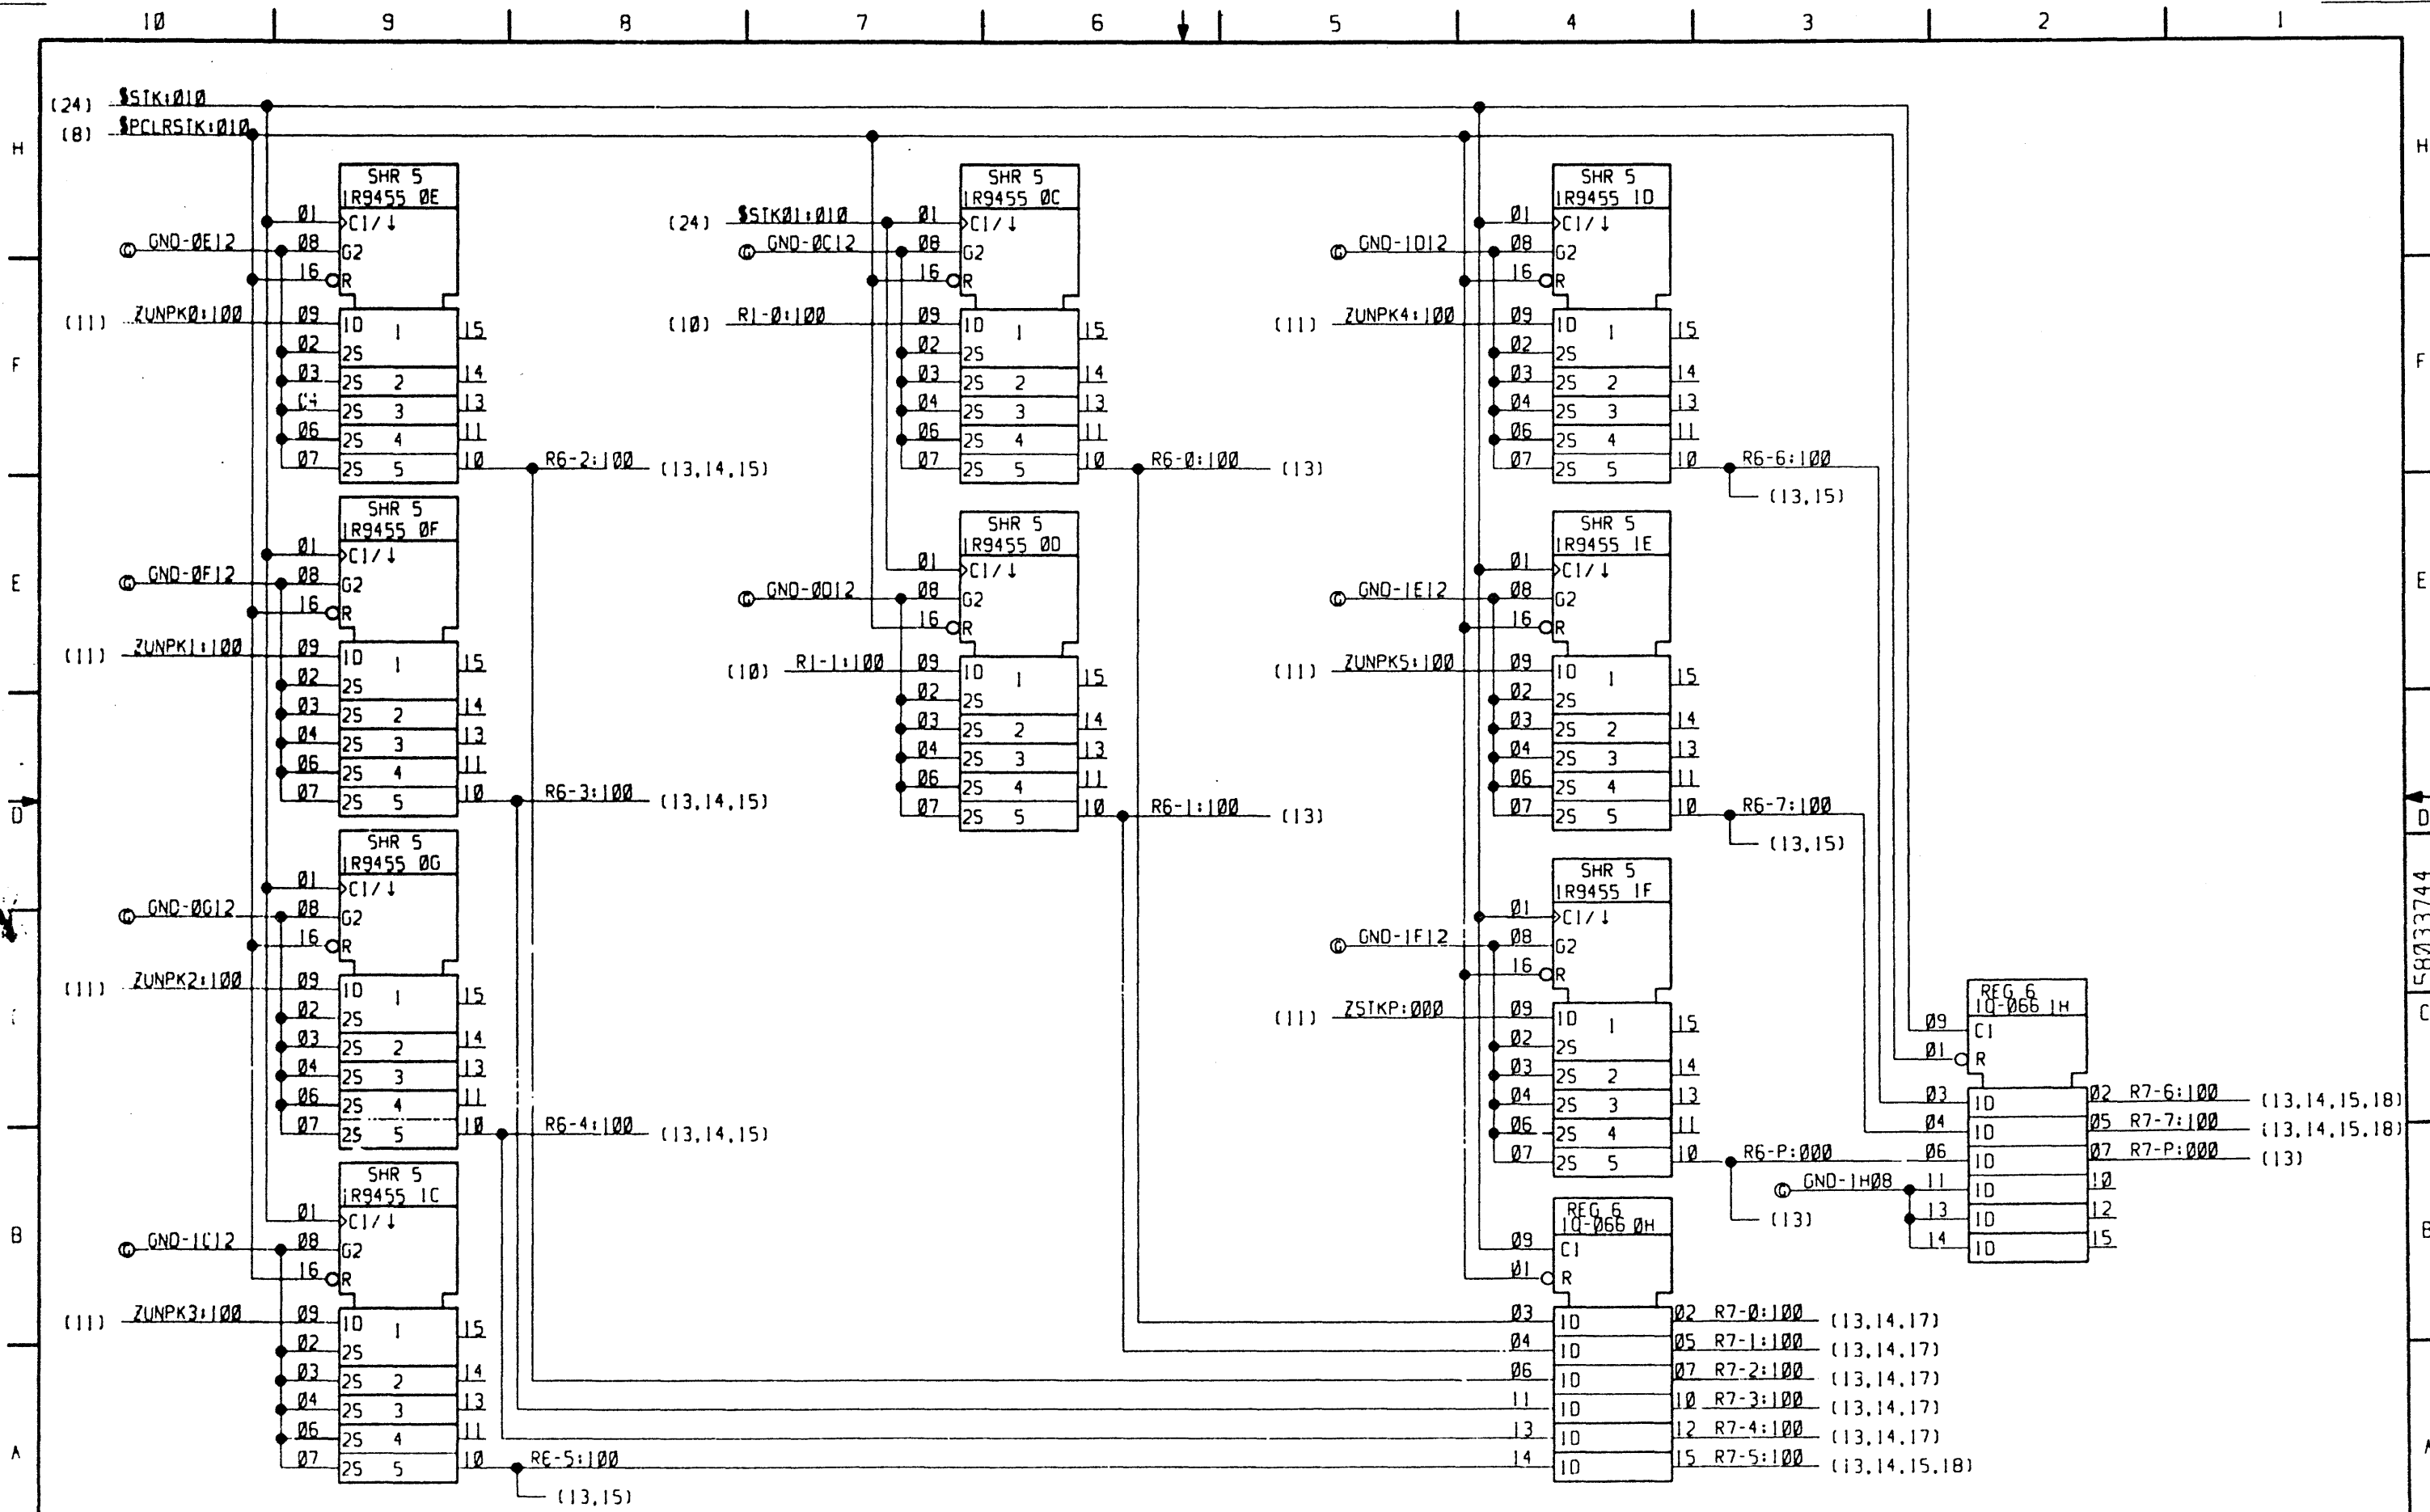 10 9 8 7 6 5 4 3 2 1
H
F
E
D
C
B
A
H
F
E
D
C
B
58033744
(24) $STK:010
(8) $PCLRSTK:010
SHR 5
1R9455 0E
01 C1/↓
GND-0E12 08 G2
16 R
(11) ZUNPK0:100 09 1D 1 15
02 2S
03 2S 2 14
04 2S 3 13
06 2S 4 11
07 2S 5 10 R6-2:100 (13,14,15)
SHR 5
1R9455 0F
01 C1/↓
GND-0F12 08 G2
16 R
(11) ZUNPK1:100 09 1D 1 15
02 2S
03 2S 2 14
04 2S 3 13
06 2S 4 11
07 2S 5 10 R6-3:100 (13,14,15)
SHR 5
1R9455 0G
01 C1/↓
GND-0G12 08 G2
16 R
(11) ZUNPK2:100 09 1D 1 15
02 2S
03 2S 2 14
04 2S 3 13
06 2S 4 11
07 2S 5 10 R6-4:100 (13,14,15)
SHR 5
1R9455 1C
01 C1/↓
GND-1C12 08 G2
16 R
(11) ZUNPK3:100 09 1D 1 15
02 2S
03 2S 2 14
04 2S 3 13
06 2S 4 11
07 2S 5 10 RE-5:100
(13,15)
SHR 5
1R9455 0C
(24) $STK01:010 01 C1/↓
GND-0C12 08 G2
16 R
(10) R1-0:100 09 1D 1 15
02 2S
03 2S 2 14
04 2S 3 13
06 2S 4 11
07 2S 5 10 R6-0:100 (13)
SHR 5
1R9455 0D
01 C1/↓
GND-0D12 08 G2
16 R
(10) R1-1:100 09 1D 1 15
02 2S
03 2S 2 14
04 2S 3 13
06 2S 4 11
07 2S 5 10 R6-1:100 (13)
SHR 5
1R9455 1D
01 C1/↓
GND-1D12 08 G2
16 R
(11) ZUNPK4:100 09 1D 1 15
02 2S
03 2S 2 14
04 2S 3 13
06 2S 4 11
07 2S 5 10 R6-6:100
(13,15)
SHR 5
1R9455 1E
01 C1/↓
GND-1E12 08 G2
16 R
(11) ZUNPK5:100 09 1D 1 15
02 2S
03 2S 2 14
04 2S 3 13
06 2S 4 11
07 2S 5 10 R6-7:100
(13,15)
SHR 5
1R9455 1F
01 C1/↓
GND-1F12 08 G2
16 R
(11) ZSTKP:000 09 1D 1 15
02 2S
03 2S 2 14
04 2S 3 13
06 2S 4 11
07 2S 5 10 R6-P:000
(13)
REG 6
1Q-066 0H
09 C1
01 R
03 1D 02 R7-0:100 (13,14,17)
04 1D 05 R7-1:100 (13,14,17)
06 1D 07 R7-2:100 (13,14,17)
11 1D 10 R7-3:100 (13,14,17)
13 1D 12 R7-4:100 (13,14,17)
14 1D 15 R7-5:100 (13,14,15,18)
REG 6
1Q-066 1H
09 C1
01 R
03 1D 02 R7-6:100 (13,14,15,18)
04 1D 05 R7-7:100 (13,14,15,18)
06 1D 07 R7-P:000 (13)
GND-1H08 11 1D 10
13 1D 12
14 1D 15